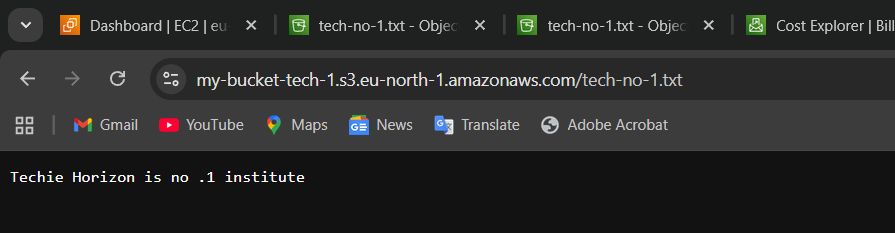 Dashboard | EC2 | eu-
tech-no-1.txt - Objec
tech-no-1.txt - Objec
Cost Explorer | Bill
my-bucket-tech-1.s3.eu-north-1.amazonaws.com/tech-no-1.txt
Gmail
YouTube
Maps
News
Translate
Adobe Acrobat
Techie Horizon is no .1 institute